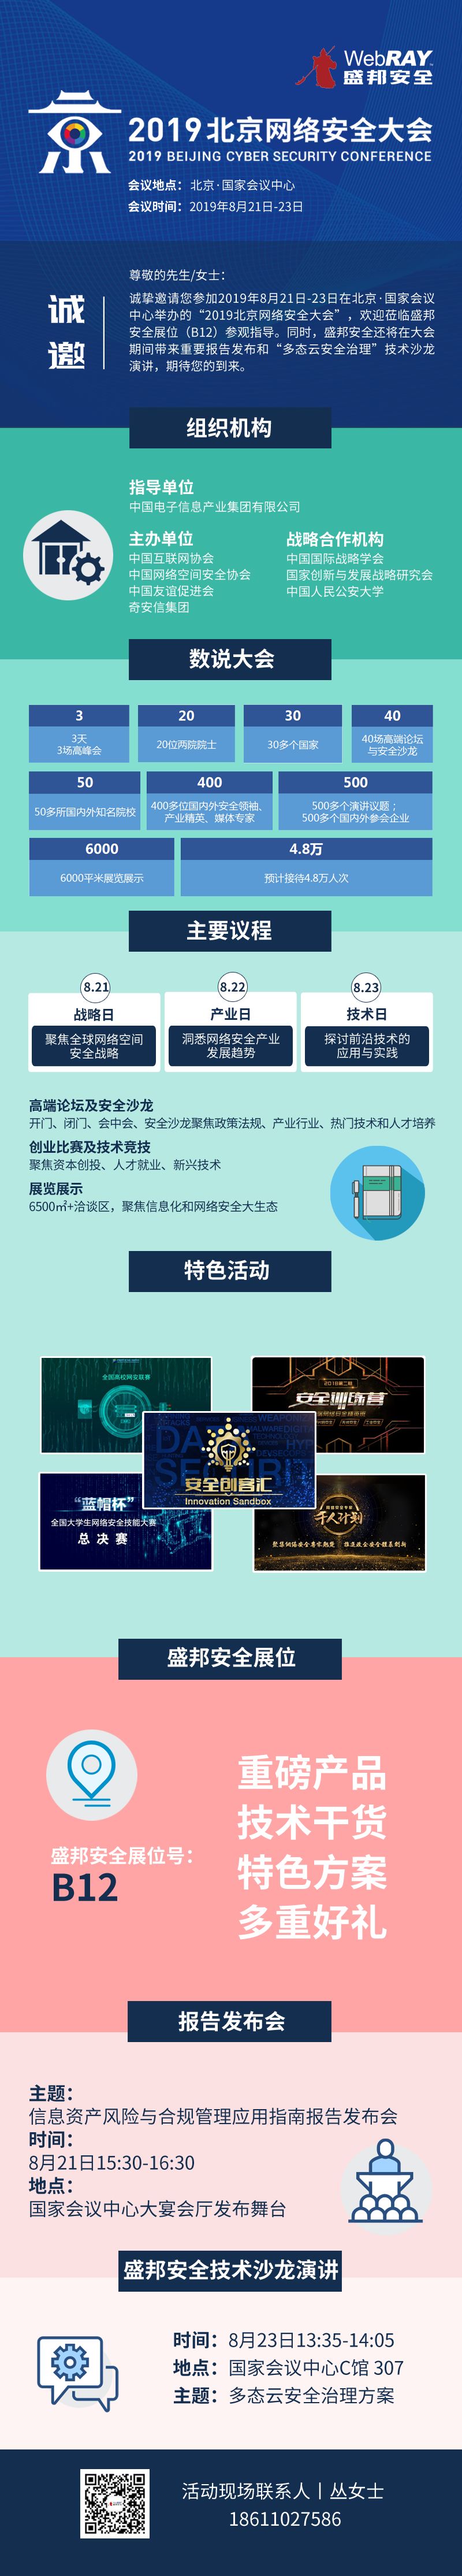 WebRAY
盛邦安全
2019北京网络安全大会
2019 BEIJING CYBER SECURITY CONFERENCE
会议地点：北京·国家会议中心
会议时间：2019年8月21日-23日
诚邀
尊敬的先生/女士：
诚挚邀请您参加2019年8月21日-23日在北京·国家会议
中心举办的“2019北京网络安全大会”，欢迎莅临盛邦
安全展位（B12）参观指导。同时，盛邦安全还将在大会
期间带来重要报告发布和“多态云安全治理”技术沙龙
演讲，期待您的到来。
组织机构
指导单位
中国电子信息产业集团有限公司
主办单位
中国互联网协会
中国网络空间安全协会
中国友谊促进会
奇安信集团
战略合作机构
中国国际战略学会
国家创新与发展战略研究会
中国人民公安大学
数说大会
3
3天
3场高峰会
20
20位两院院士
30
30多个国家
40
40场高端论坛
与安全沙龙
50
50多所国内外知名院校
400
400多位国内外安全领袖、
产业精英、媒体专家
500
500多个演讲议题；
500多个国内外参会企业
6000
6000平米展览展示
4.8万
预计接待4.8万人次
主要议程
8.21
战略日
聚焦全球网络空间
安全战略
8.22
产业日
洞悉网络安全产业
发展趋势
8.23
技术日
探讨前沿技术的
应用与实践
高端论坛及安全沙龙
开门、闭门、会中会、安全沙龙聚焦政策法规、产业行业、热门技术和人才培养
创业比赛及技术竞技
聚焦资本创投、人才就业、新兴技术
展览展示
6500㎡+洽谈区，聚焦信息化和网络安全大生态
特色活动
全国高校网安联赛
安全训练营
DATA
SECURITY
安全创客汇
Innovation Sandbox
“蓝帽杯”
全国大学生网络安全技能大赛
总决赛
千人计划
盛邦安全展位
盛邦安全展位号：
B12
重磅产品
技术干货
特色方案
多重好礼
报告发布会
主题：
信息资产风险与合规管理应用指南报告发布会
时间：
8月21日15:30-16:30
地点：
国家会议中心大宴会厅发布舞台
盛邦安全技术沙龙演讲
时间：8月23日13:35-14:05
地点：国家会议中心C馆 307
主题：多态云安全治理方案
活动现场联系人丨丛女士
18611027586